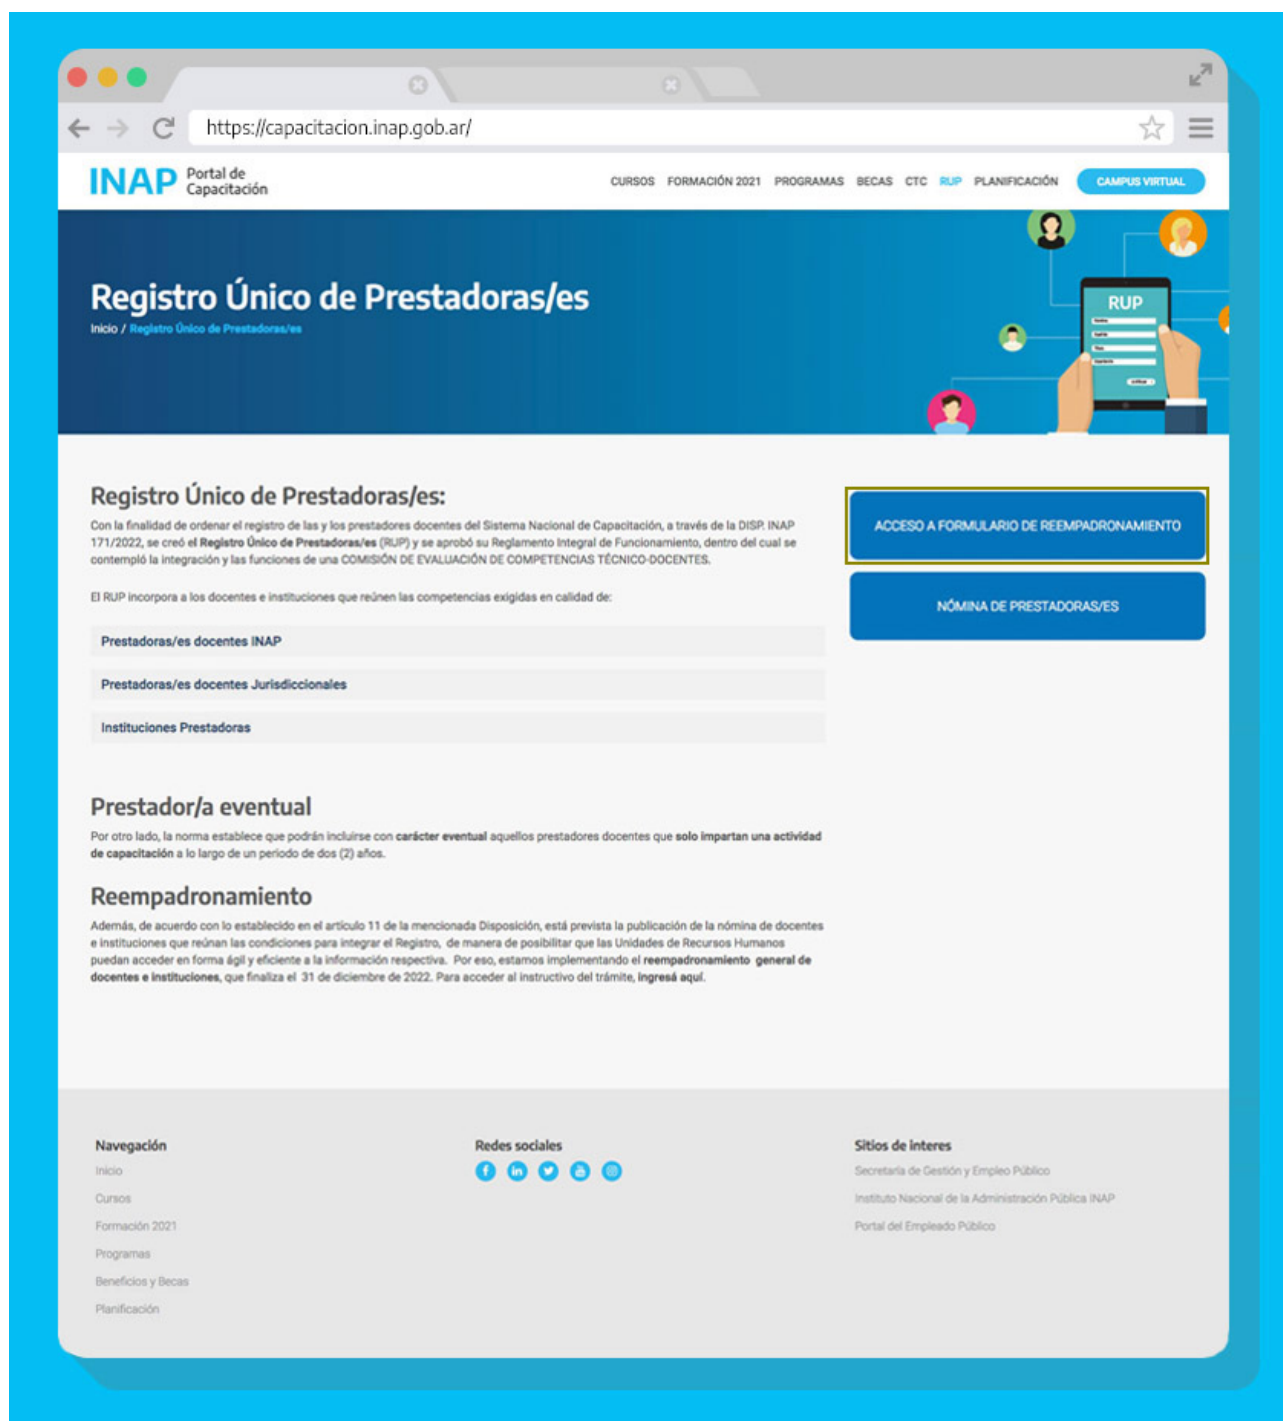 https://capacitacion.inap.gob.ar/
INAP Portal de
Capacitación
CURSOS FORMACIÓN 2021 PROGRAMAS BECAS CTC RUP PLANIFICACIÓN CAMPUS VIRTUAL
Registro Único de Prestadoras/es
Inicio / Registro Único de Prestadoras/es
RUP
Registro Único de Prestadoras/es:
Con la finalidad de ordenar el registro de las y los prestadores docentes del Sistema Nacional de Capacitación, a través de la DISP. INAP
171/2022, se creó el Registro Único de Prestadoras/es (RUP) y se aprobó su Reglamento Integral de Funcionamiento, dentro del cual se
contempló la integración y las funciones de una COMISIÓN DE EVALUACIÓN DE COMPETENCIAS TÉCNICO-DOCENTES.
El RUP incorpora a los docentes e instituciones que reúnen las competencias exigidas en calidad de:
Prestadoras/es docentes INAP
Prestadoras/es docentes Jurisdiccionales
Instituciones Prestadoras
ACCESO A FORMULARIO DE REEMPADRONAMIENTO
NÓMINA DE PRESTADORAS/ES
Prestador/a eventual
Por otro lado, la norma establece que podrán incluirse con carácter eventual aquellos prestadores docentes que solo impartan una actividad
de capacitación a lo largo de un periodo de dos (2) años.
Reempadronamiento
Además, de acuerdo con lo establecido en el artículo 11 de la mencionada Disposición, está prevista la publicación de la nómina de docentes
e instituciones que reúnan las condiciones para integrar el Registro, de manera de posibilitar que las Unidades de Recursos Humanos
puedan acceder en forma ágil y eficiente a la información respectiva. Por eso, estamos implementando el reempadronamiento general de
docentes e instituciones, que finaliza el 31 de diciembre de 2022. Para acceder al instructivo del trámite, ingresá aquí.
Navegación
Inicio
Cursos
Formación 2021
Programas
Beneficios y Becas
Planificación
Redes sociales
Sitios de interes
Secretaría de Gestión y Empleo Público
Instituto Nacional de la Administración Pública INAP
Portal del Empleado Público